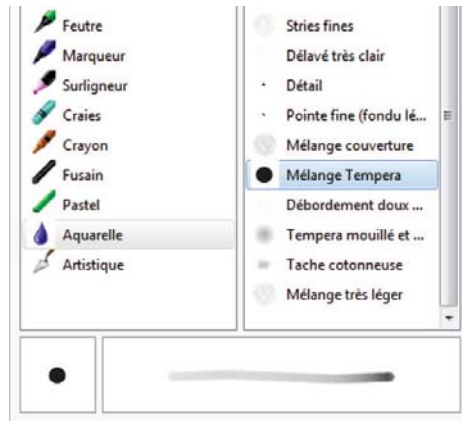 Feutre
Marqueur
Surligneur
Craies
Crayon
Fusain
Pastel
Aquarelle
Artistique
Stries fines
Délavé très clair
Détail
Pointe fine (fondu lé...
Mélange couverture
Mélange Tempera
Débordement doux ...
Tempera mouillé et ...
Tache cotonneuse
Mélange très léger